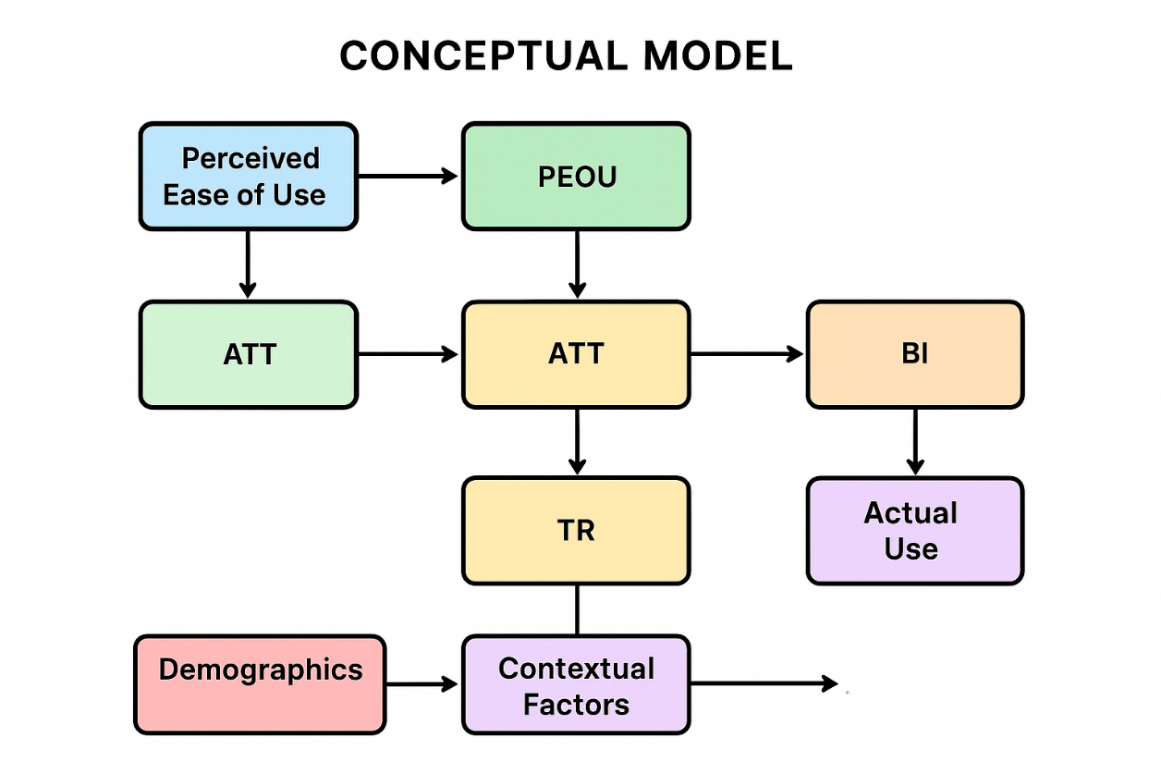 CONCEPTUAL MODEL
Perceived
Ease of Use
PEOU
ATT
ATT
BI
TR
Actual
Use
Demographics
Contextual
Factors